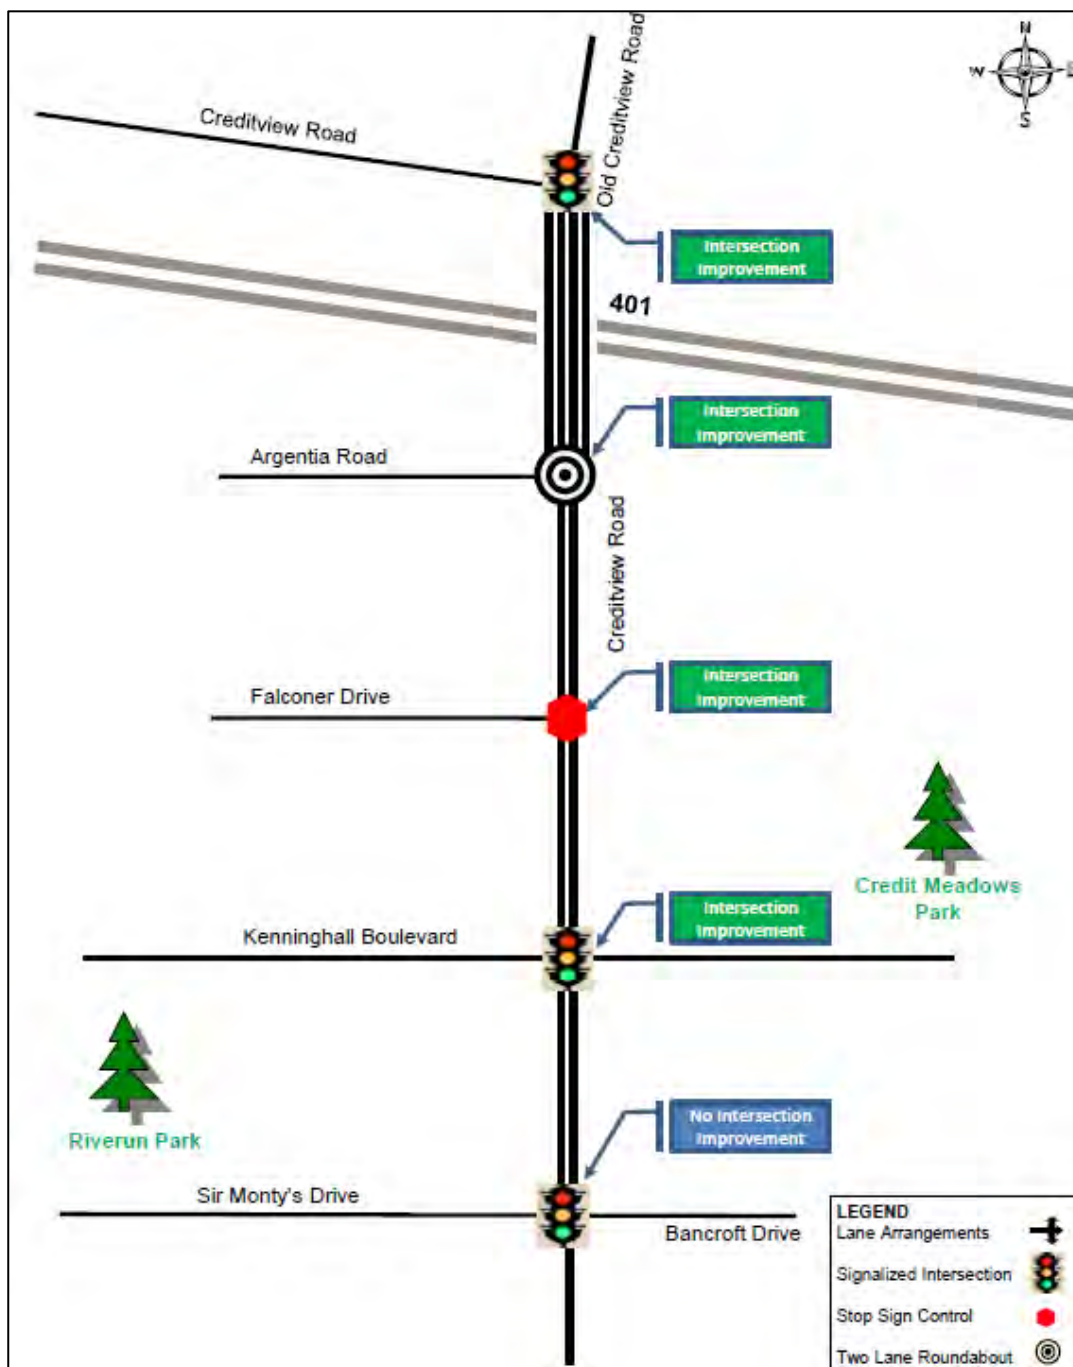 N
W
E
S
Old Creditview Road
Creditview Road
Intersection
Improvement
401
Intersection
Improvement
Argentia Road
Creditview Road
Intersection
Improvement
Falconer Drive
Credit Meadows
Park
Intersection
Improvement
Kenninghall Boulevard
Riverun Park
No Intersection
Improvement
Sir Monty's Drive
Bancroft Drive
LEGEND
Lane Arrangements
Signalized Intersection
Stop Sign Control
Two Lane Roundabout